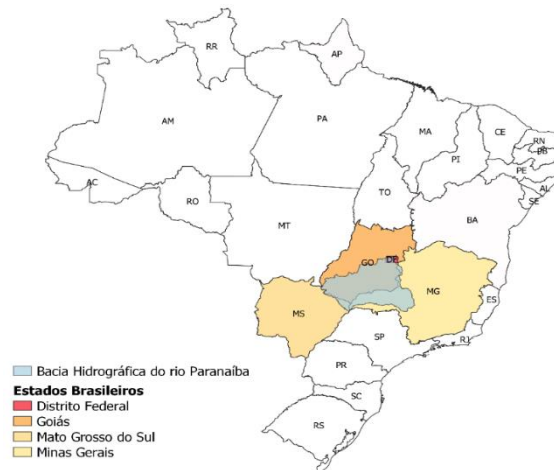 RR
AP
AM
PA
MA
CE
RN
PB
PI
PE
AL
SE
AC
RO
TO
BA
MT
GO
DF
MG
ES
MS
SP
RJ
PR
SC
RS
Bacia Hidrográfica do rio Paranaíba
Estados Brasileiros
Distrito Federal
Goiás
Mato Grosso do Sul
Minas Gerais